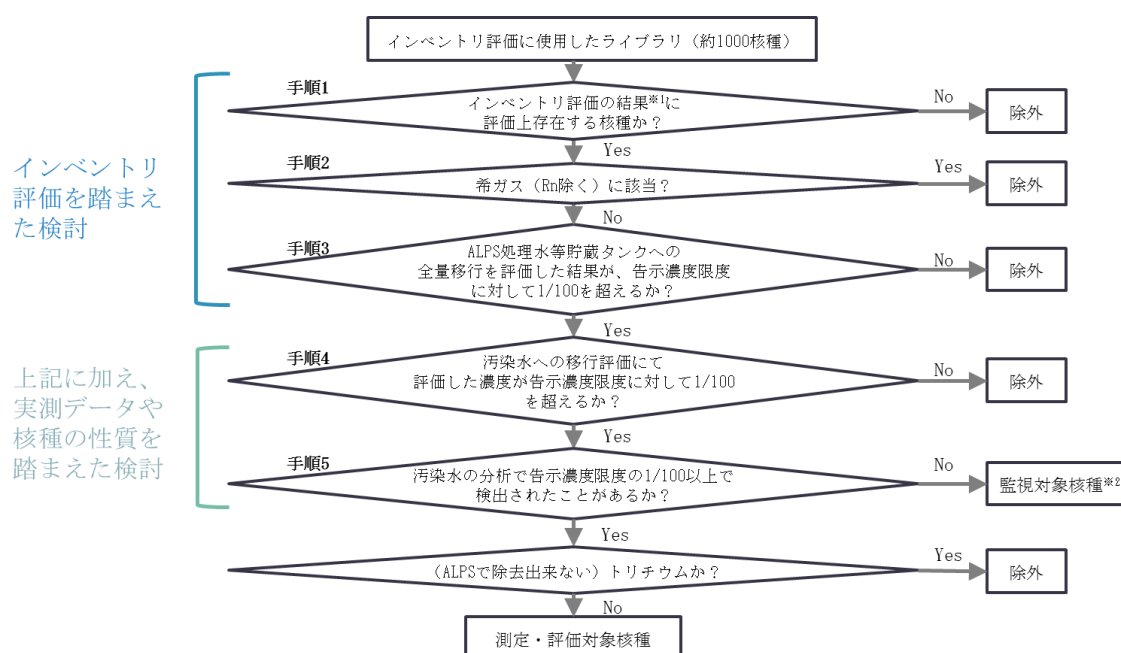 インベントリ評価に使用したライブラリ（約1000核種）
手順1
インベントリ評価の結果※1に
評価上存在する核種か？
No
除外
Yes
手順2
希ガス（Rn除く）に該当？
Yes
除外
No
インベントリ
評価を踏まえ
た検討
手順3
ALPS処理水等貯蔵タンクへの
全量移行を評価した結果が、告示濃度限度
に対して1/100を超えるか？
No
除外
Yes
手順4
汚染水への移行評価にて
評価した濃度が告示濃度限度に対して1/100
を超えるか？
No
除外
Yes
上記に加え、
実測データや
核種の性質を
踏まえた検討
手順5
汚染水の分析で告示濃度限度の1/100以上で
検出されたことがあるか？
No
監視対象核種※2
Yes
（ALPSで除去出来ない）トリチウムか？
Yes
除外
No
測定・評価対象核種